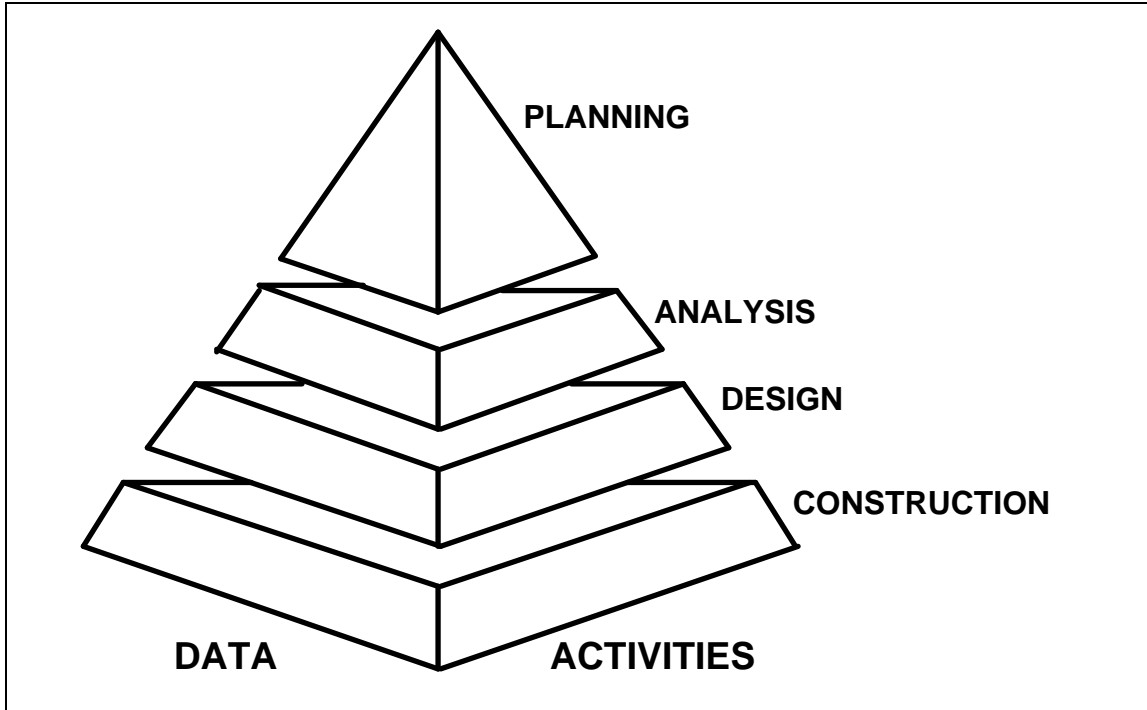 PLANNING
ANALYSIS
DESIGN
CONSTRUCTION
DATA
ACTIVITIES